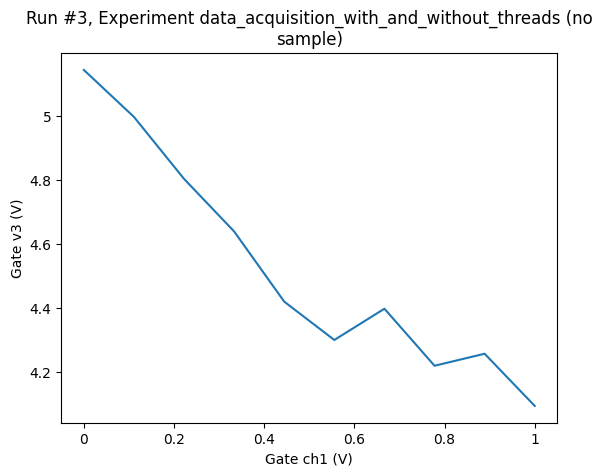 Run #3, Experiment data_acquisition_with_and_without_threads (no
sample)
Gate v3 (V)
5
4.8
4.6
4.4
4.2
0
0.2
0.4
0.6
0.8
1
Gate ch1 (V)